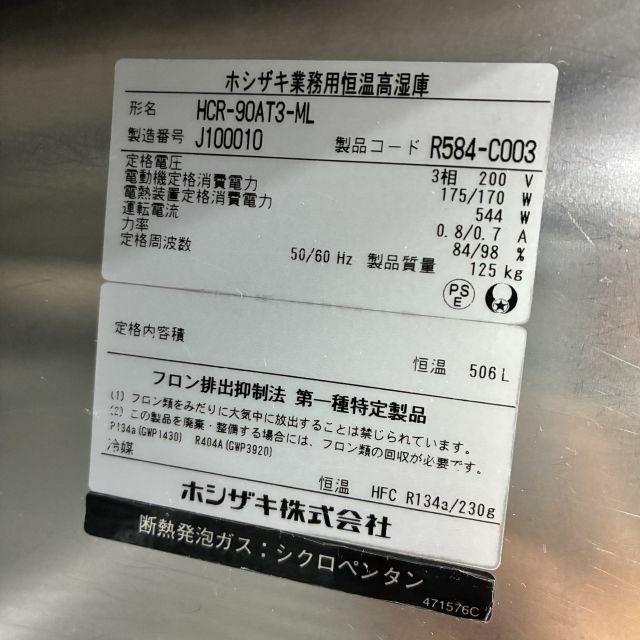 ホシザキ業務用恒温高湿庫
形名 HCR-90AT3-ML
製造番号 J100010 製品コード R584-C003
定格電圧 3相 200 V
電動機定格消費電力 175/170 W
電熱装置定格消費電力 544 W
運転電流 0.8/0.7 A
力率 84/98 %
定格周波数 50/60 Hz 製品質量 125 kg
PSE
定格内容積
恒温 506 L
フロン排出抑制法 第一種特定製品
(1) フロン類をみだりに大気中に放出することは禁じられています。
(2) この製品を廃棄・整備する場合には、フロン類の回収が必要です。
P134a(GWP1430) R404A(GWP3920)
冷媒
恒温 HFC R134a/230g
ホシザキ株式会社
断熱発泡ガス：シクロペンタン
471576C